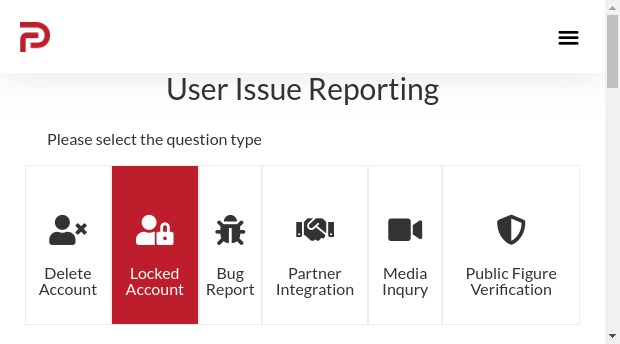 User Issue Reporting
Please select the question type
Delete
Account
Locked
Account
Bug
Report
Partner
Integration
Media
Inqury
Public Figure
Verification